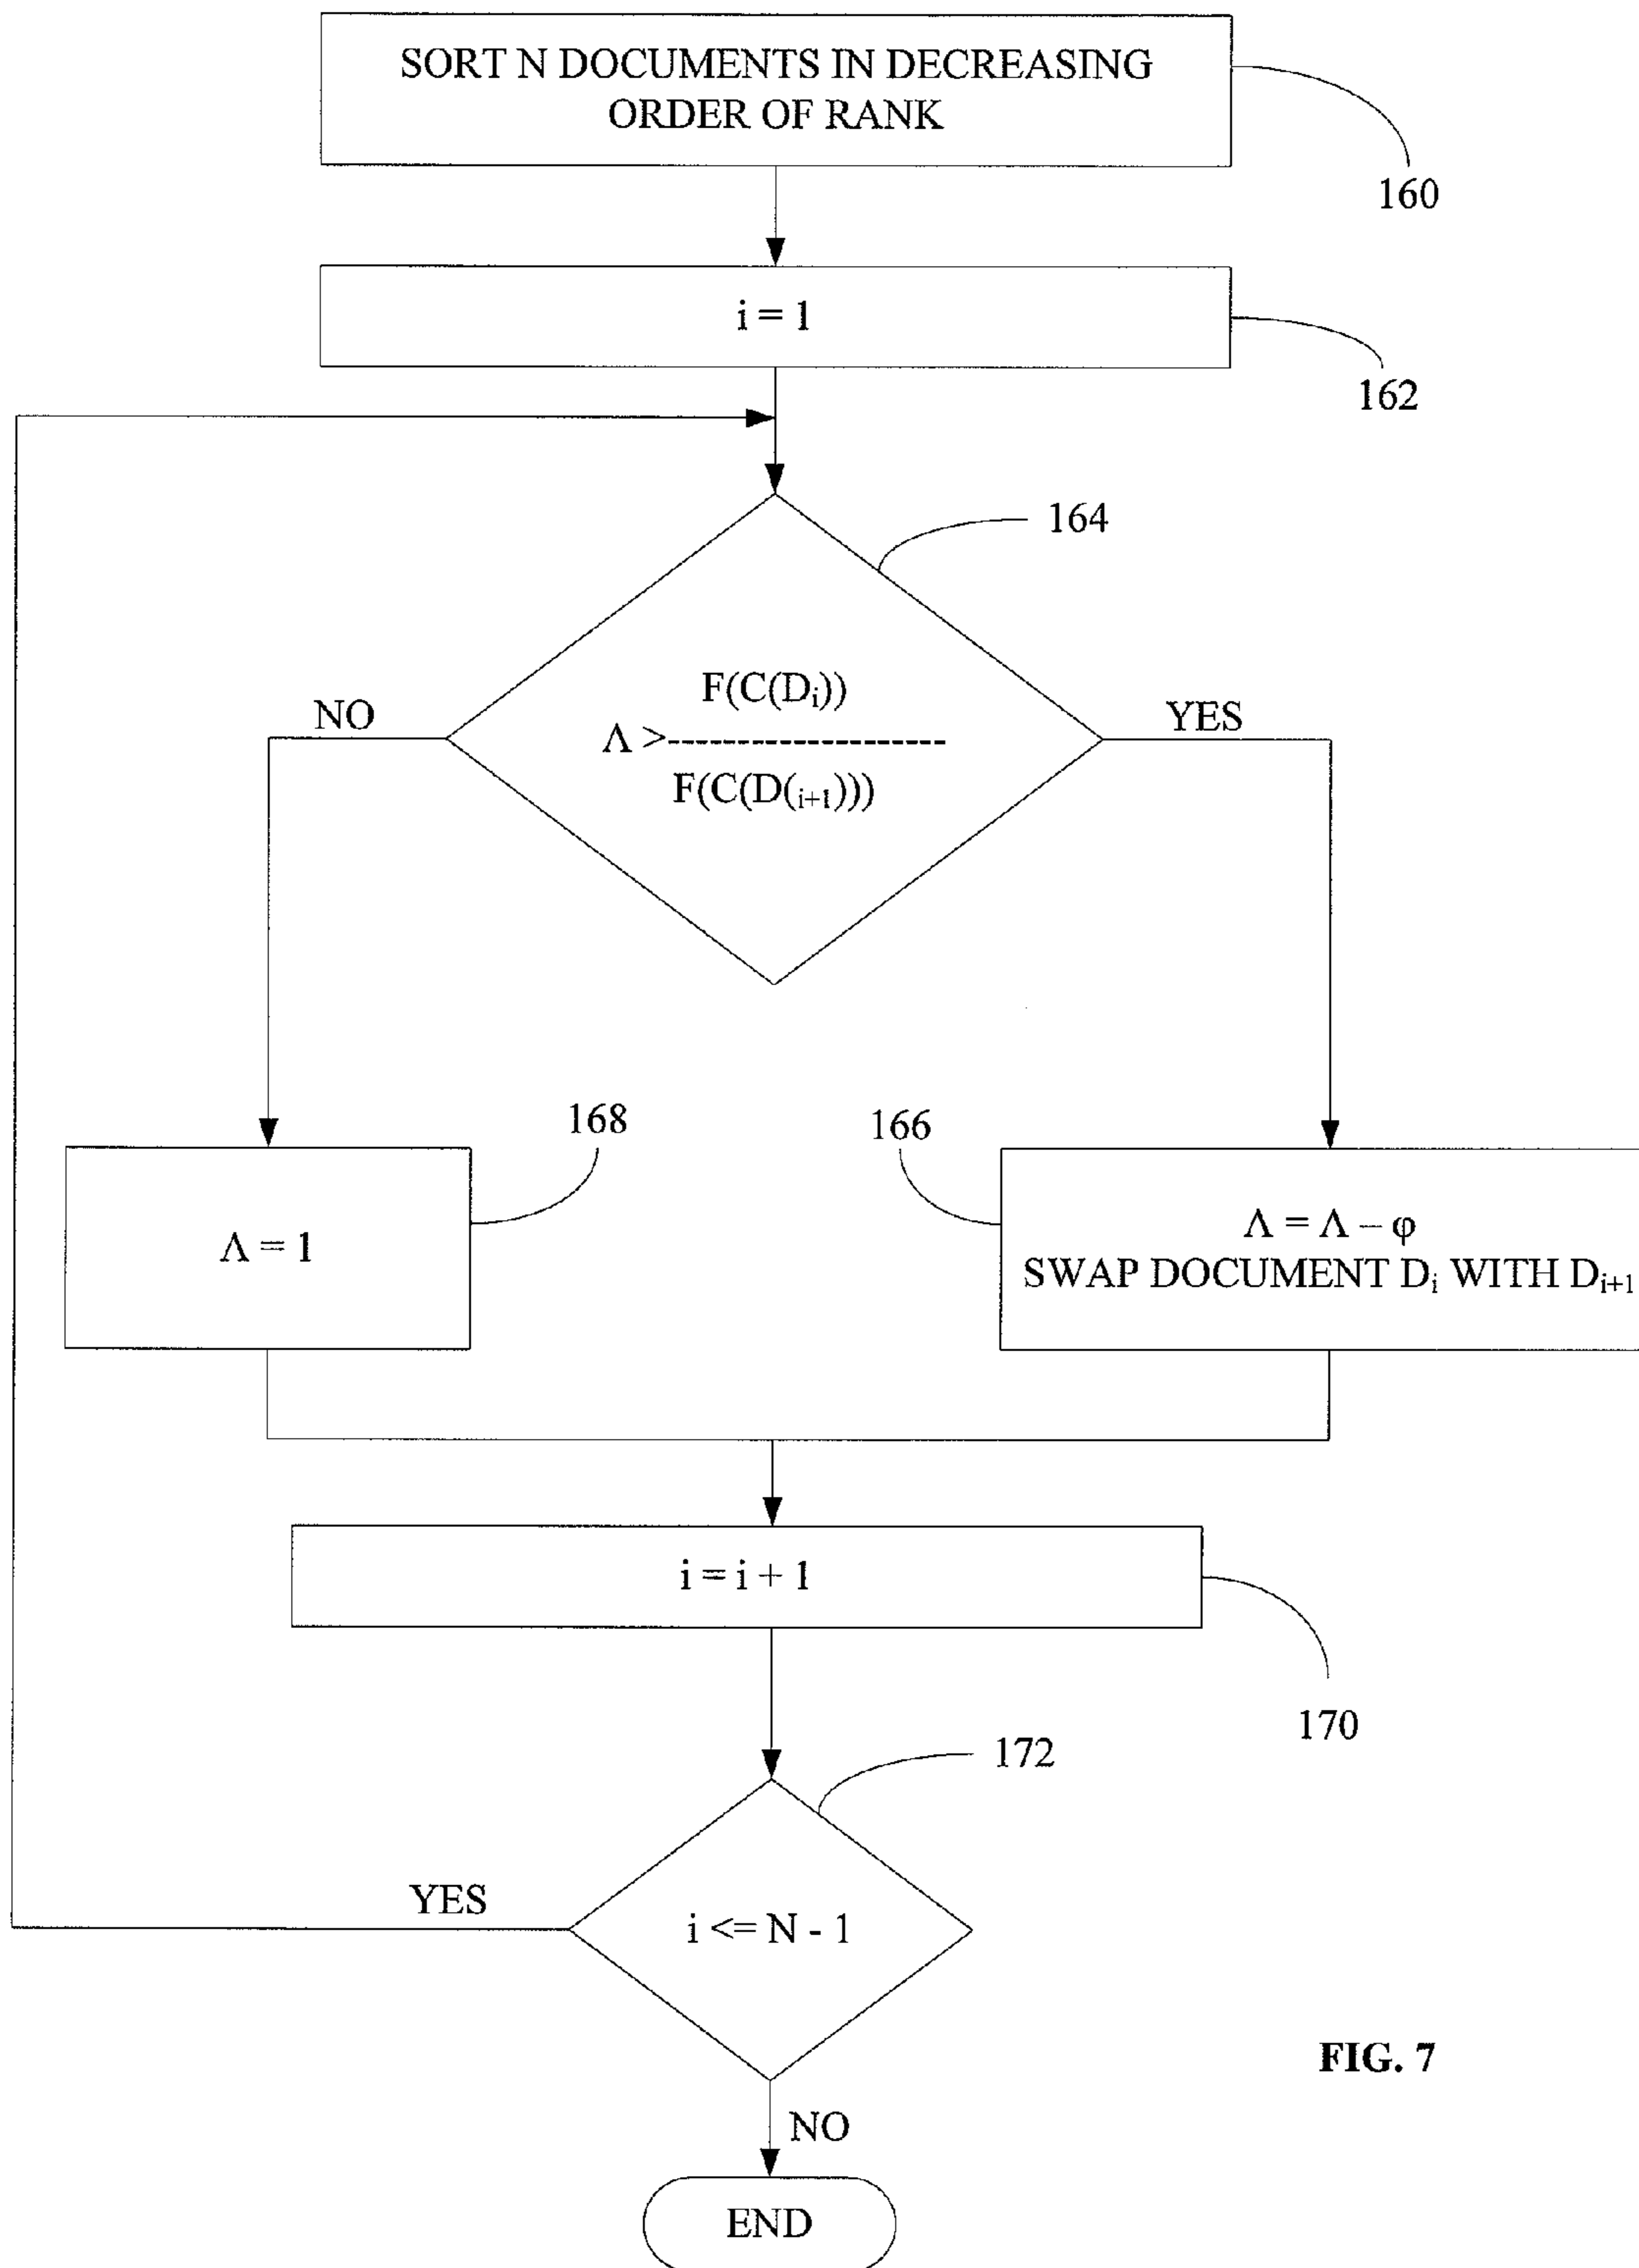 SORT N DOCUMENTS IN DECREASING
ORDER OF RANK
160
i = 1
162
164
F(C(Dᵢ))
NO
Λ >--------------------
YES
F(C(D(ᵢ₊₁)))
168
166
Λ = 1
Λ = Λ – φ
SWAP DOCUMENT Dᵢ WITH Dᵢ₊₁
i = i + 1
170
172
YES
i <= N - 1
FIG. 7
NO
END